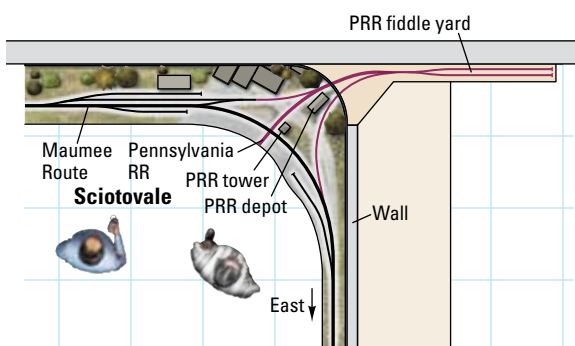 PRR fiddle yard
Maumee
Route
Pennsylvania
RR
PRR tower
PRR depot
Sciotovale
Wall
East